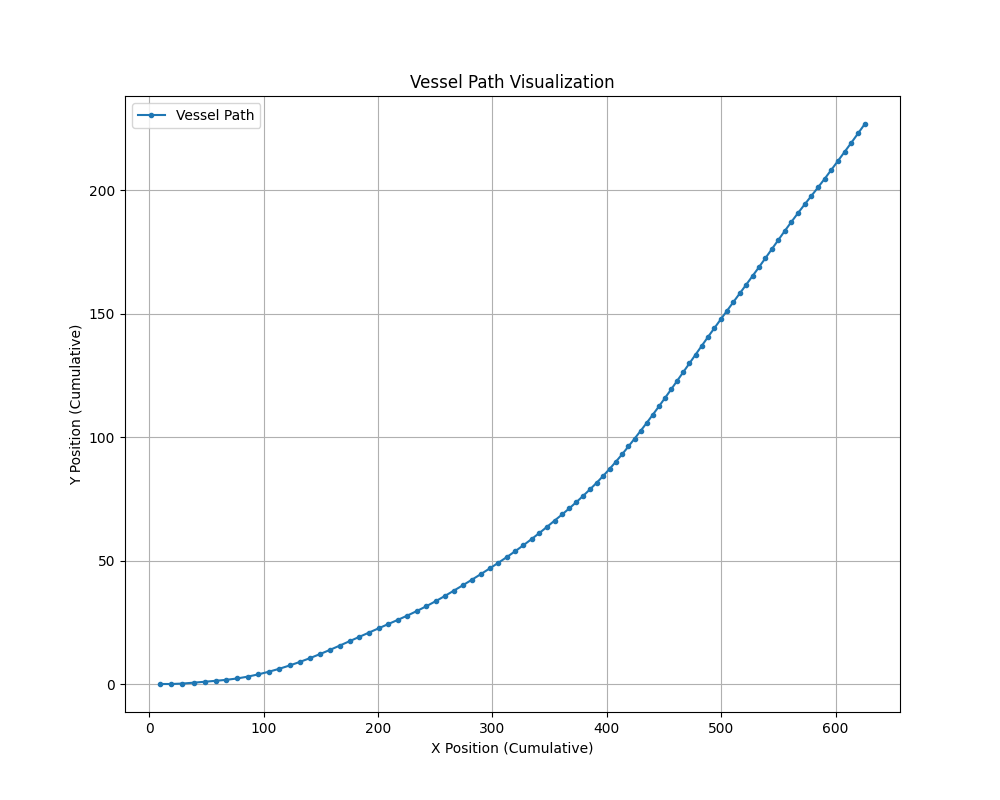 Vessel Path Visualization
Vessel Path
Y Position (Cumulative)
200
150
100
50
0
0 100 200 300 400 500 600
X Position (Cumulative)